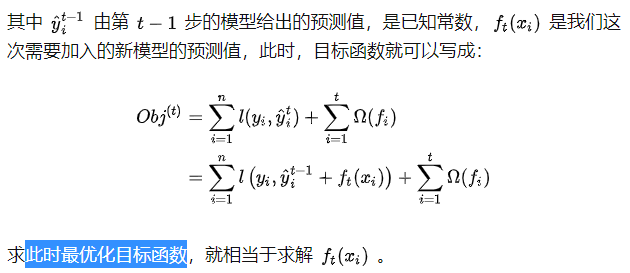 其中 $\hat{y}_i^{t-1}$ 由第 $t-1$ 步的模型给出的预测值，是已知常数，$f_t(x_i)$ 是我们这
次需要加入的新模型的预测值，此时，目标函数就可以写成：
$Obj^{(t)} = \sum_{i=1}^{n} l(y_i, \hat{y}_i^t) + \sum_{i=1}^{t} \Omega(f_i)$
$= \sum_{i=1}^{n} l\left(y_i, \hat{y}_i^{t-1} + f_t(x_i)\right) + \sum_{i=1}^{t} \Omega(f_i)$
求此时最优化目标函数，就相当于求解 $f_t(x_i)$ 。